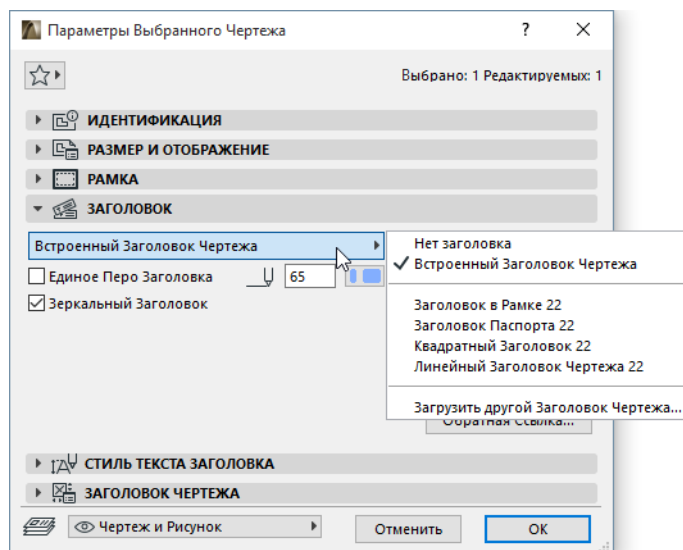 Параметры Выбранного Чертежа
?
Выбрано: 1 Редактируемых: 1
ИДЕНТИФИКАЦИЯ
РАЗМЕР И ОТОБРАЖЕНИЕ
РАМКА
ЗАГОЛОВОК
Встроенный Заголовок Чертежа
Единое Перо Заголовка 65
Зеркальный Заголовок
Нет заголовка
Встроенный Заголовок Чертежа
Заголовок в Рамке 22
Заголовок Паспорта 22
Квадратный Заголовок 22
Линейный Заголовок Чертежа 22
Загрузить другой Заголовок Чертежа...
Обратная Ссылка...
СТИЛЬ ТЕКСТА ЗАГОЛОВКА
ЗАГОЛОВОК ЧЕРТЕЖА
Чертеж и Рисунок
Отменить
ОК